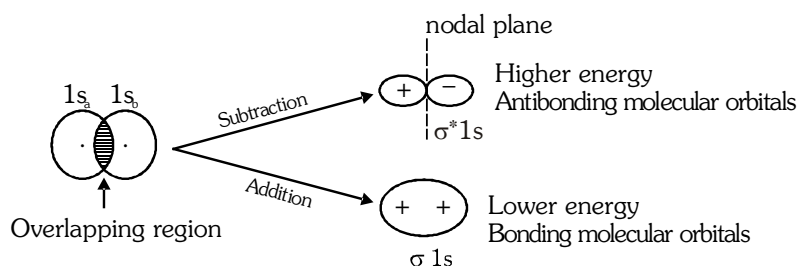 nodal plane
1sₐ 1s_b
Subtraction
+ −
Higher energy
Antibonding molecular orbitals
σ*1s
Addition
Overlapping region
+ +
Lower energy
Bonding molecular orbitals
σ 1s